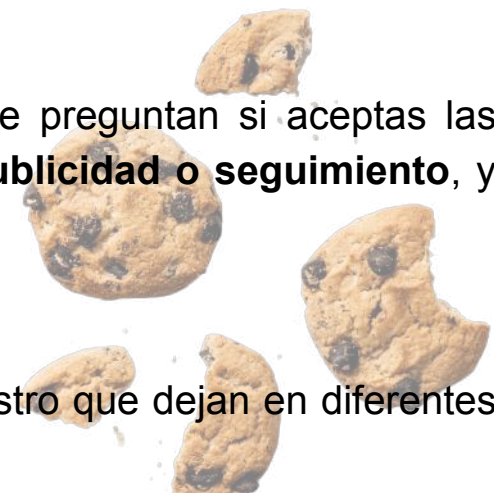 e preguntan si aceptas las
ublicidad o seguimiento, y
stro que dejan en diferentes